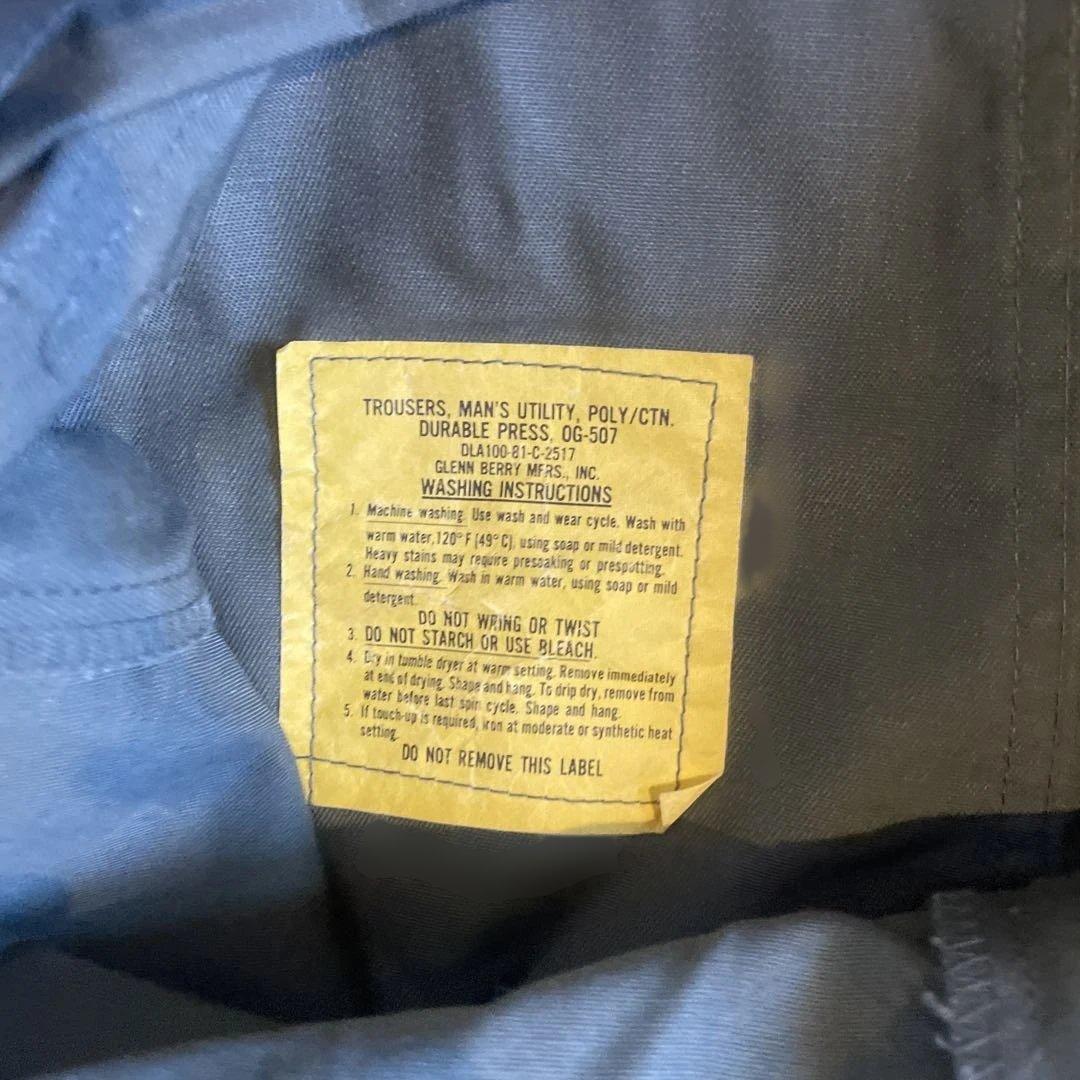 TROUSERS, MAN'S UTILITY, POLY/CTN.
DURABLE PRESS, OG-507
DLA100-81-C-2517
GLENN BERRY MFRS., INC.
WASHING INSTRUCTIONS
1. Machine washing. Use wash and wear cycle. Wash with
warm water, 120° F (49° C), using soap or mild detergent.
Heavy stains may require presoaking or prespotting.
2. Hand washing. Wash in warm water, using soap or mild
detergent.
DO NOT WRING OR TWIST
3. DO NOT STARCH OR USE BLEACH.
4. Dry in tumble dryer at warm setting. Remove immediately
at end of drying. Shape and hang. To drip dry, remove from
water before last spin cycle. Shape and hang.
5. If touch-up is required, iron at moderate or synthetic heat
setting.
DO NOT REMOVE THIS LABEL